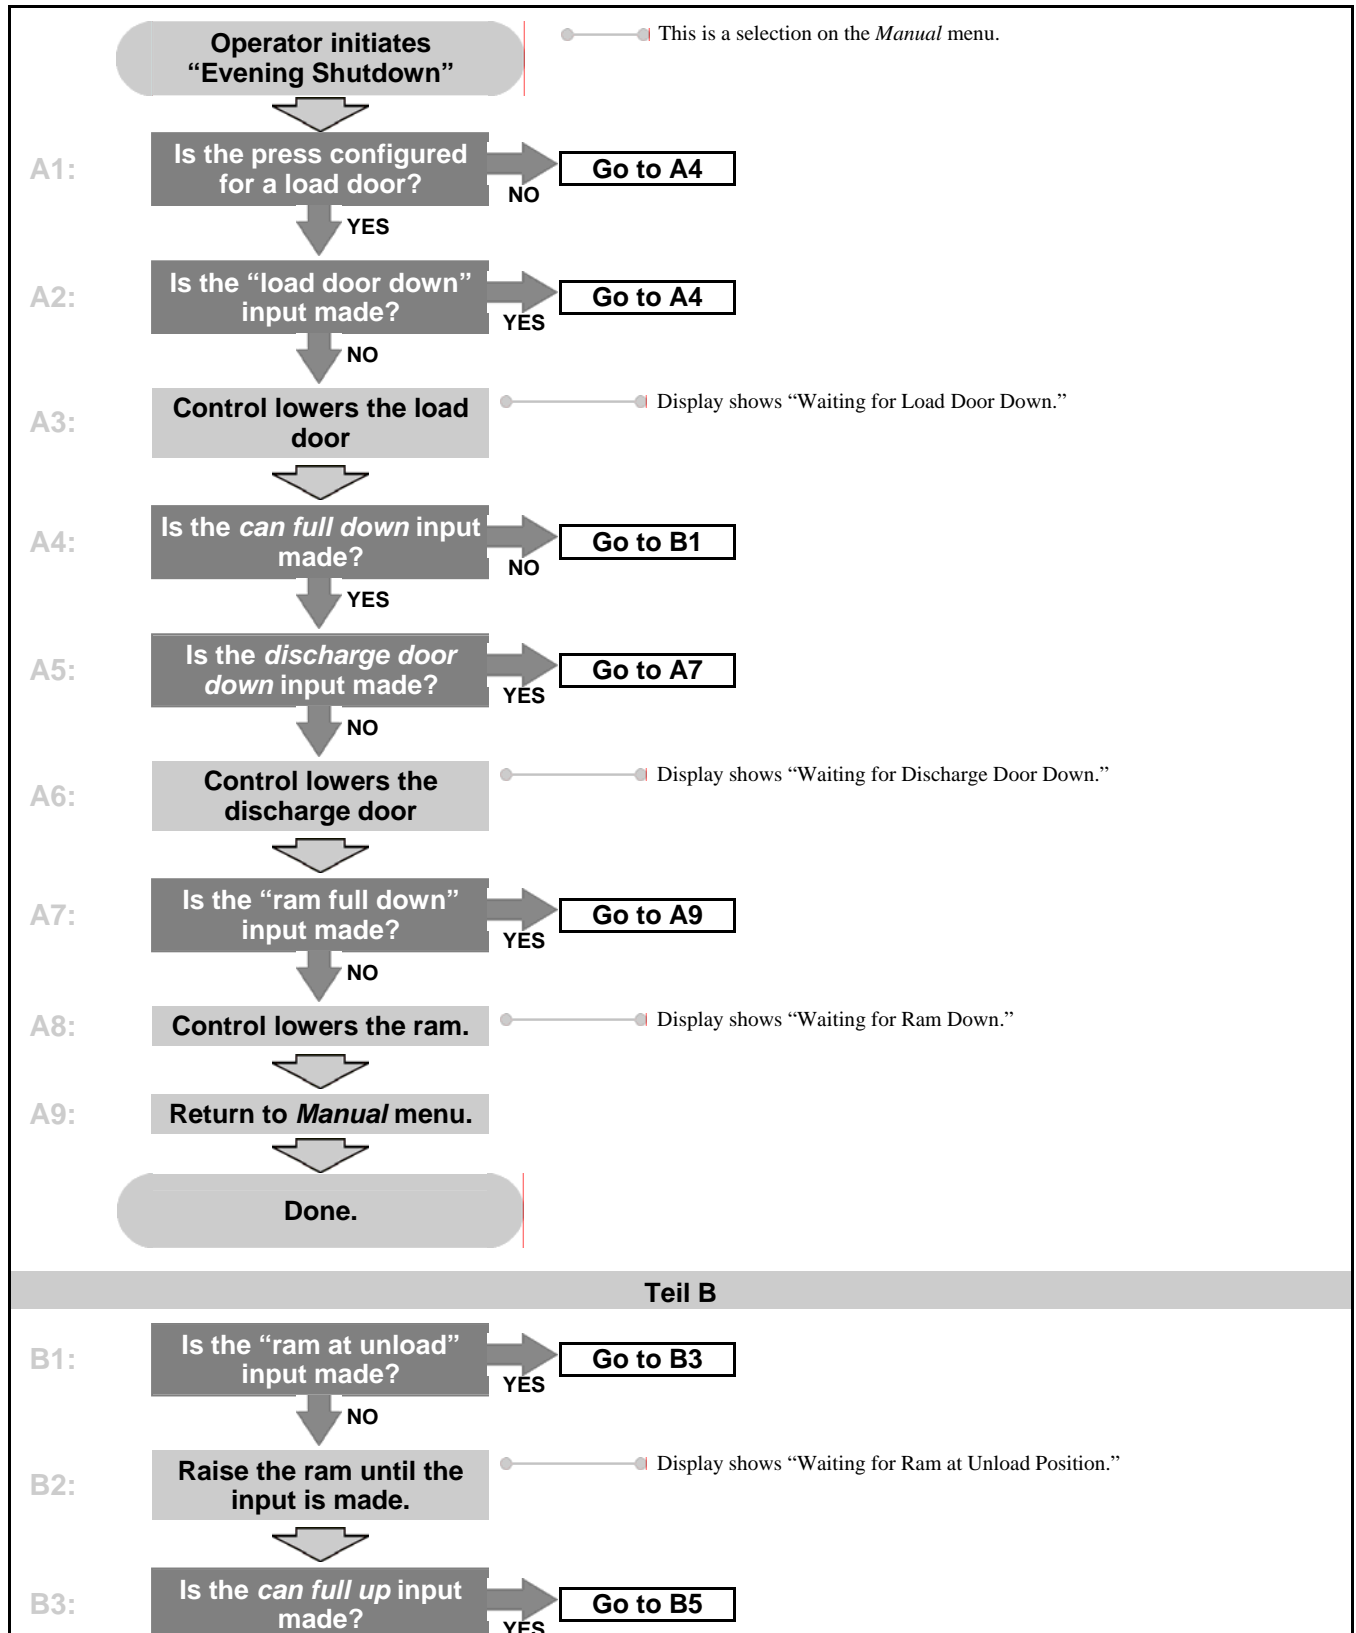 Operator initiates
“Evening Shutdown”
This is a selection on the Manual menu.
A1:
Is the press configured
for a load door?
NO
Go to A4
YES
A2:
Is the “load door down”
input made?
YES
Go to A4
NO
A3:
Control lowers the load
door
Display shows “Waiting for Load Door Down.”
A4:
Is the can full down input
made?
NO
Go to B1
YES
A5:
Is the discharge door
down input made?
YES
Go to A7
NO
A6:
Control lowers the
discharge door
Display shows “Waiting for Discharge Door Down.”
A7:
Is the “ram full down”
input made?
YES
Go to A9
NO
A8:
Control lowers the ram.
Display shows “Waiting for Ram Down.”
A9:
Return to Manual menu.
Done.
Teil B
B1:
Is the “ram at unload”
input made?
YES
Go to B3
NO
B2:
Raise the ram until the
input is made.
Display shows “Waiting for Ram at Unload Position.”
B3:
Is the can full up input
made?
YES
Go to B5